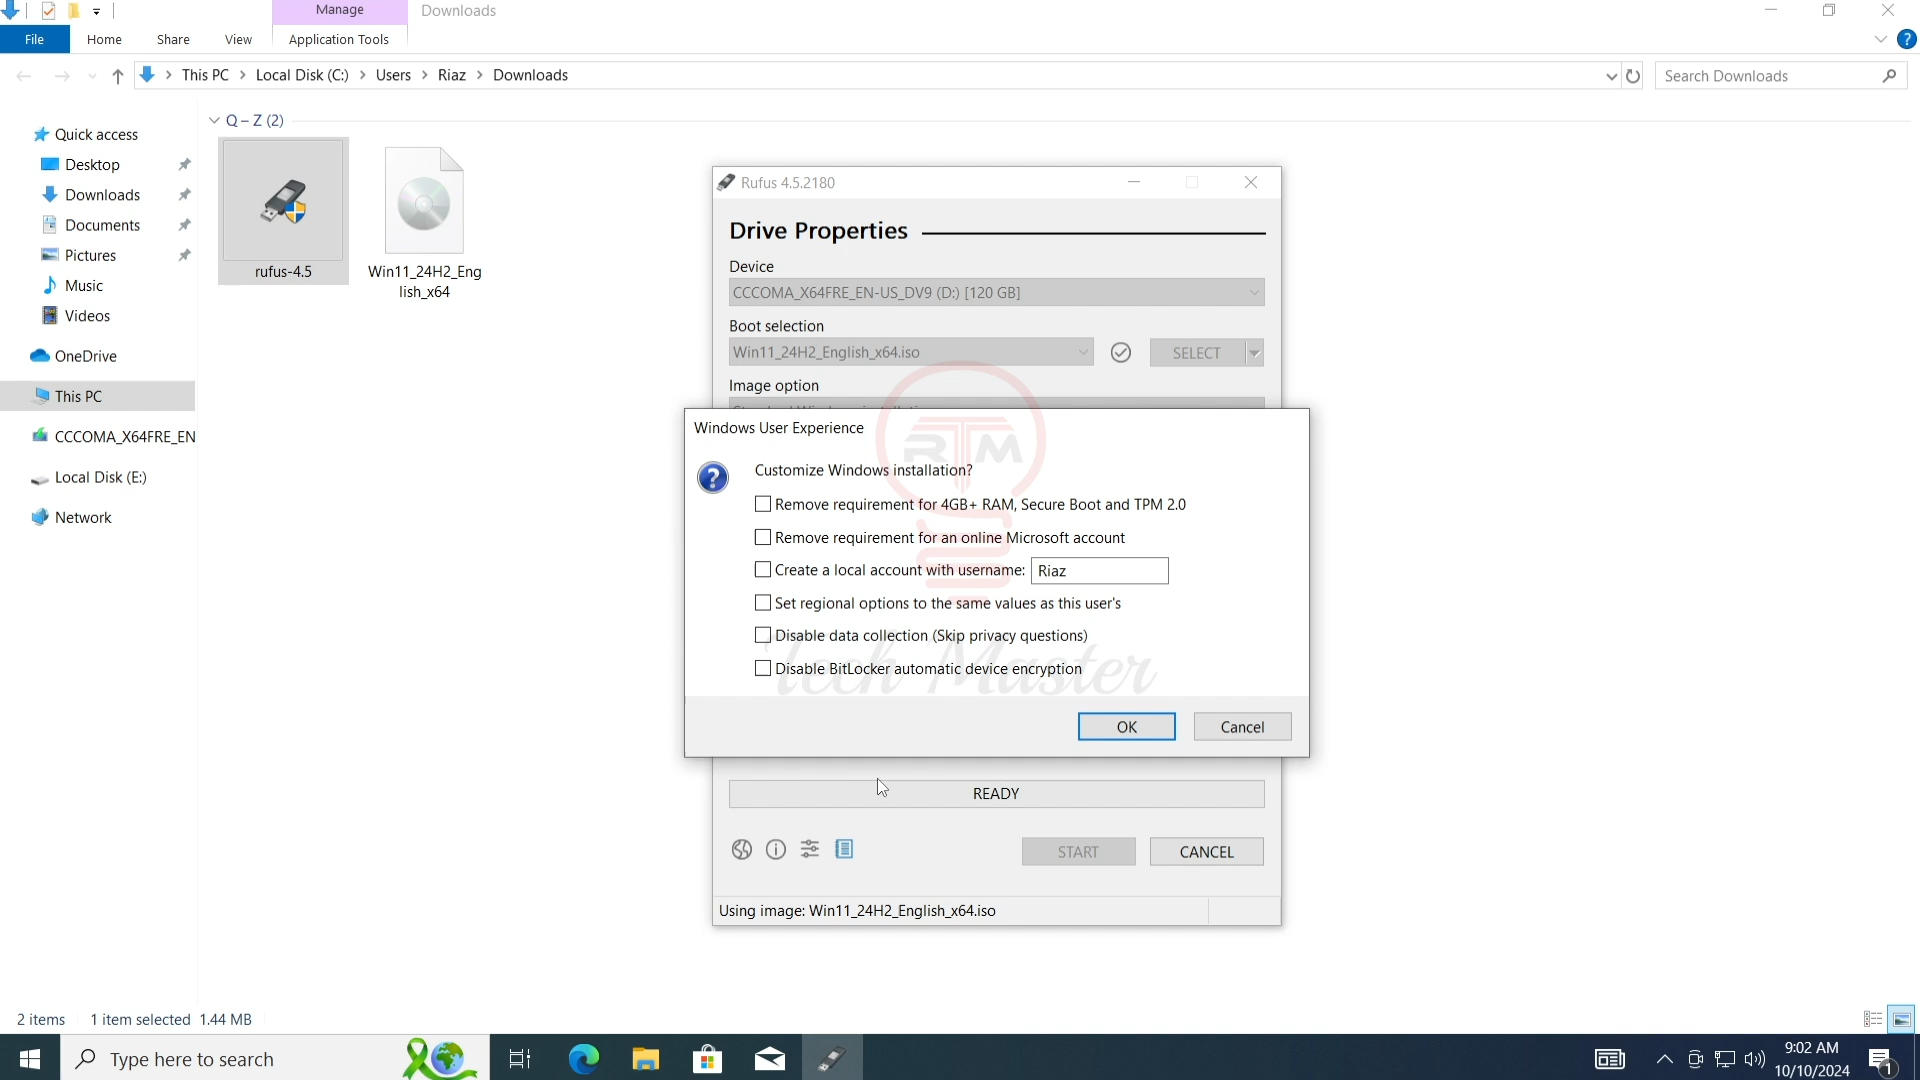 Manage
Downloads
File
Home
Share
View
Application Tools
?
This PC > Local Disk (C:) > Users > Riaz > Downloads
Search Downloads
Quick access
Desktop
Downloads
Documents
Pictures
Music
Videos
OneDrive
This PC
CCCOMA_X64FRE_EN
Local Disk (E:)
Network
Q – Z (2)
rufus-4.5
Win11_24H2_Eng
lish_x64
Rufus 4.5.2180
Drive Properties
Device
CCCOMA_X64FRE_EN-US_DV9 (D:) [120 GB]
Boot selection
Win11_24H2_English_x64.iso
SELECT
Image option
Windows User Experience
RTM
?
Customize Windows installation?
Remove requirement for 4GB+ RAM, Secure Boot and TPM 2.0
Remove requirement for an online Microsoft account
Create a local account with username: Riaz
Set regional options to the same values as this user's
Disable data collection (Skip privacy questions)
Disable BitLocker automatic device encryption
Tech Master
OK
Cancel
READY
START
CANCEL
Using image: Win11_24H2_English_x64.iso
2 items
1 item selected 1.44 MB
Type here to search
9:02 AM
10/10/2024
1